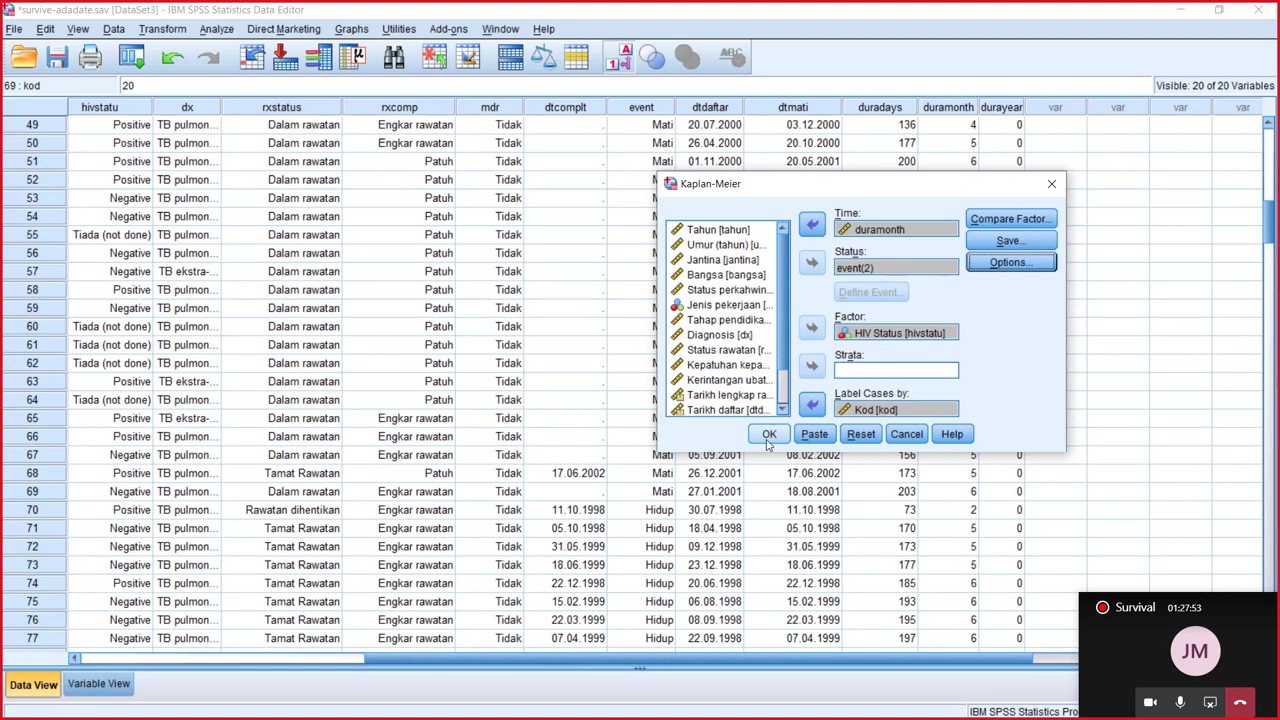 *survive-adadate.sav [DataSet3] - IBM SPSS Statistics Data Editor
File Edit View Data Transform Analyze Direct Marketing Graphs Utilities Add-ons Window Help
69 : kod 20 Visible: 20 of 20 Variables
hivstatu dx rxstatus rxcomp mdr dtcomplt event dtdaftar dtmati duradays duramonth durayear var var var
49 Positive TB pulmon... Dalam rawatan Engkar rawatan Tidak . Mati 20.07.2000 03.12.2000 136 4 0
50 Positive TB pulmon... Dalam rawatan Engkar rawatan Tidak . Mati 26.04.2000 20.10.2000 177 5 0
51 Positive TB pulmon... Dalam rawatan Patuh Tidak . Mati 01.11.2000 20.05.2001 200 6 0
52 Positive TB pulmon... Dalam rawatan Patuh Tidak .
53 Negative TB pulmon... Dalam rawatan Patuh Tidak .
54 Negative TB pulmon... Dalam rawatan Patuh Tidak .
55 Tiada (not done) TB pulmon... Dalam rawatan Patuh Tidak .
56 Negative TB ekstra-... Dalam rawatan Patuh Tidak .
57 Negative TB ekstra-... Dalam rawatan Patuh Tidak .
58 Positive TB pulmon... Dalam rawatan Patuh Tidak .
59 Negative TB pulmon... Dalam rawatan Patuh Tidak .
60 Tiada (not done) TB pulmon... Dalam rawatan Patuh Tidak .
61 Tiada (not done) TB pulmon... Dalam rawatan Patuh Tidak .
62 Tiada (not done) TB pulmon... Dalam rawatan Patuh Tidak .
63 Positive TB ekstra-... Dalam rawatan Patuh Tidak .
64 Tiada (not done) TB pulmon... Dalam rawatan Patuh Tidak .
65 Positive TB ekstra-... Dalam rawatan Engkar rawatan Tidak .
66 Positive TB pulmon... Dalam rawatan Engkar rawatan Tidak .
67 Negative TB pulmon... Dalam rawatan Engkar rawatan Tidak . Mati 05.09.2001 08.02.2002 156 5 0
68 Positive TB pulmon... Tamat Rawatan Patuh Tidak 17.06.2002 Mati 26.12.2001 17.06.2002 173 5 0
69 Negative TB pulmon... Dalam rawatan Engkar rawatan Tidak . Mati 27.01.2001 18.08.2001 203 6 0
70 Positive TB pulmon... Rawatan dihentikan Engkar rawatan Tidak 11.10.1998 Hidup 30.07.1998 11.10.1998 73 2 0
71 Negative TB pulmon... Tamat Rawatan Engkar rawatan Tidak 05.10.1998 Hidup 18.04.1998 05.10.1998 170 5 0
72 Negative TB pulmon... Tamat Rawatan Engkar rawatan Tidak 31.05.1999 Hidup 09.12.1998 31.05.1999 173 5 0
73 Negative TB pulmon... Tamat Rawatan Engkar rawatan Tidak 18.06.1999 Hidup 23.12.1998 18.06.1999 177 5 0
74 Positive TB pulmon... Tamat Rawatan Engkar rawatan Tidak 22.12.1998 Hidup 20.06.1998 22.12.1998 185 6 0
75 Negative TB pulmon... Tamat Rawatan Engkar rawatan Tidak 15.02.1999 Hidup 06.08.1998 15.02.1999 193 6 0
76 Negative TB pulmon... Tamat Rawatan Engkar rawatan Tidak 22.03.1999 Hidup 08.09.1998 22.03.1999 195 6 0
77 Negative TB pulmon... Tamat Rawatan Engkar rawatan Tidak 07.04.1999 Hidup 22.09.1998 07.04.1999 197 6 0
Kaplan-Meier
Tahun [tahun]
Umur (tahun) [u...
Jantina [jantina]
Bangsa [bangsa]
Status perkahwin...
Jenis pekerjaan [...
Tahap pendidika...
Diagnosis [dx]
Status rawatan [r...
Kepatuhan kepa...
Kerintangan ubat...
Tarikh lengkap ra...
Tarikh daftar [dtd...
Time:
duramonth
Status:
event(2)
Define Event...
Factor:
HIV Status [hivstatu]
Strata:
Label Cases by:
Kod [kod]
Compare Factor...
Save...
Options...
OK Paste Reset Cancel Help
Data View Variable View
IBM SPSS Statistics Pro
Survival 01:27:53
JM